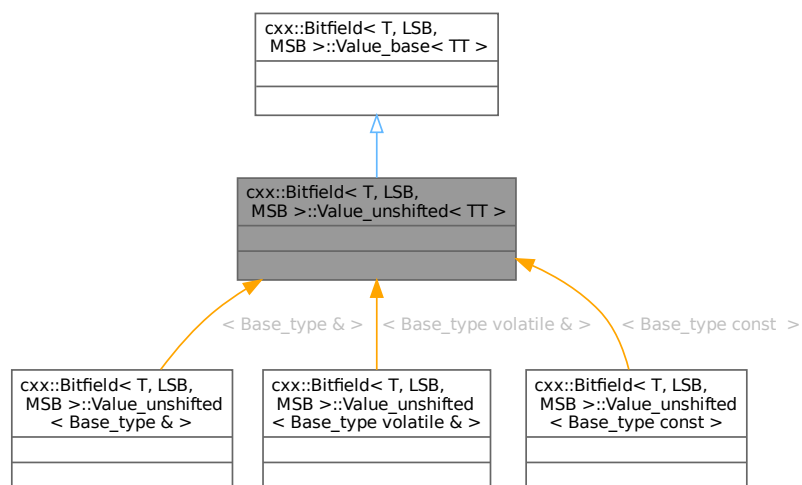 cxx::Bitfield< T, LSB,
MSB >::Value_base< TT >
cxx::Bitfield< T, LSB,
MSB >::Value_unshifted< TT >
< Base_type & >
< Base_type volatile & >
< Base_type const  >
cxx::Bitfield< T, LSB,
MSB >::Value_unshifted
< Base_type & >
cxx::Bitfield< T, LSB,
MSB >::Value_unshifted
< Base_type volatile & >
cxx::Bitfield< T, LSB,
MSB >::Value_unshifted
< Base_type const >